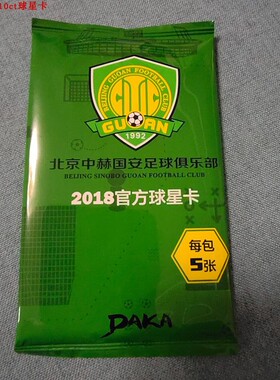 10ct球星卡
BEIJING GUOAN FOOTBALL CLUB
CITIC
GUOAN
1992
北京中赫国安足球俱乐部
BEIJING SINOBO GUOAN FOOTBALL CLUB
2018官方球星卡
每包
5张
DAKA